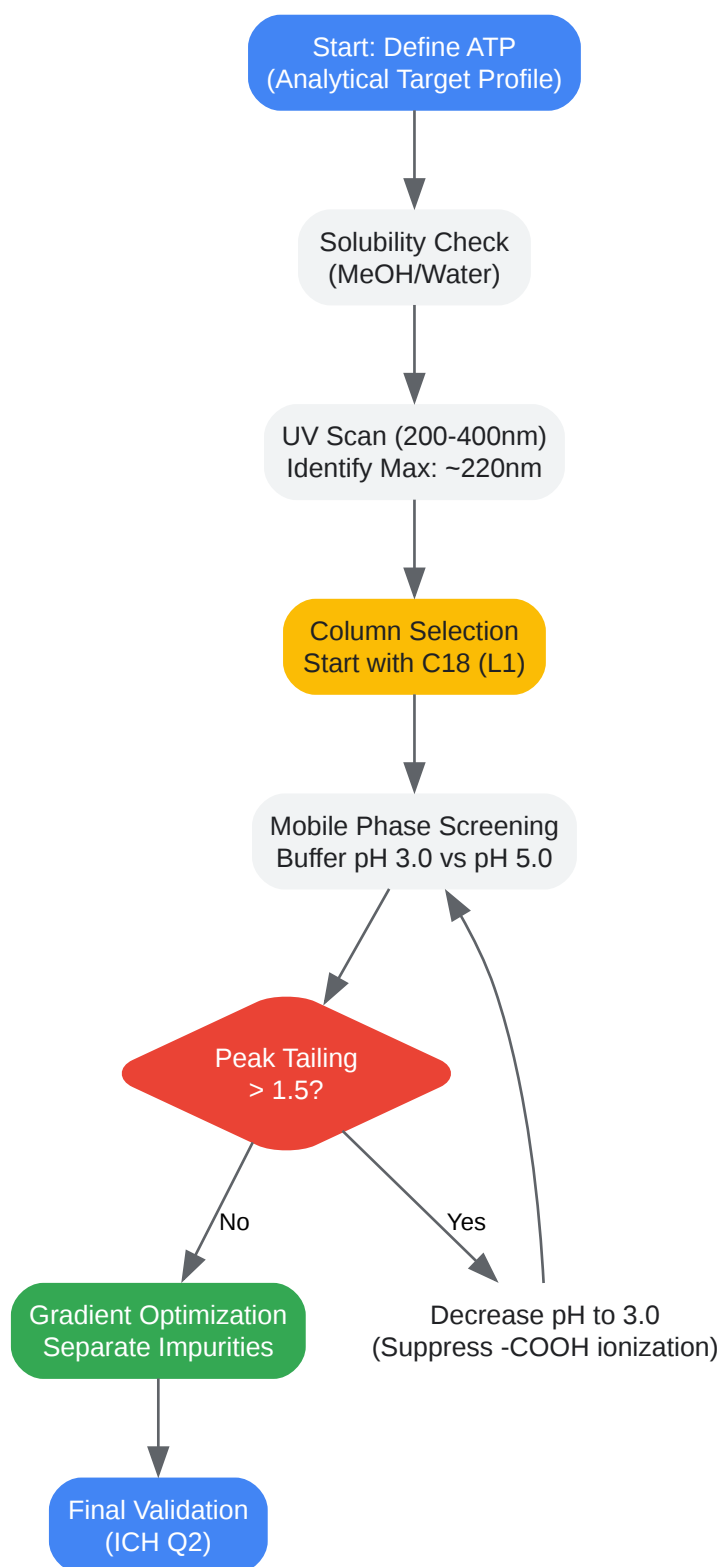 Start: Define ATP
(Analytical Target Profile)
Solubility Check
(MeOH/Water)
UV Scan (200-400nm)
Identify Max: ~220nm
Column Selection
Start with C18 (L1)
Mobile Phase Screening
Buffer pH 3.0 vs pH 5.0
Peak Tailing
> 1.5?
No
Yes
Gradient Optimization
Separate Impurities
Decrease pH to 3.0
(Suppress -COOH ionization)
Final Validation
(ICH Q2)